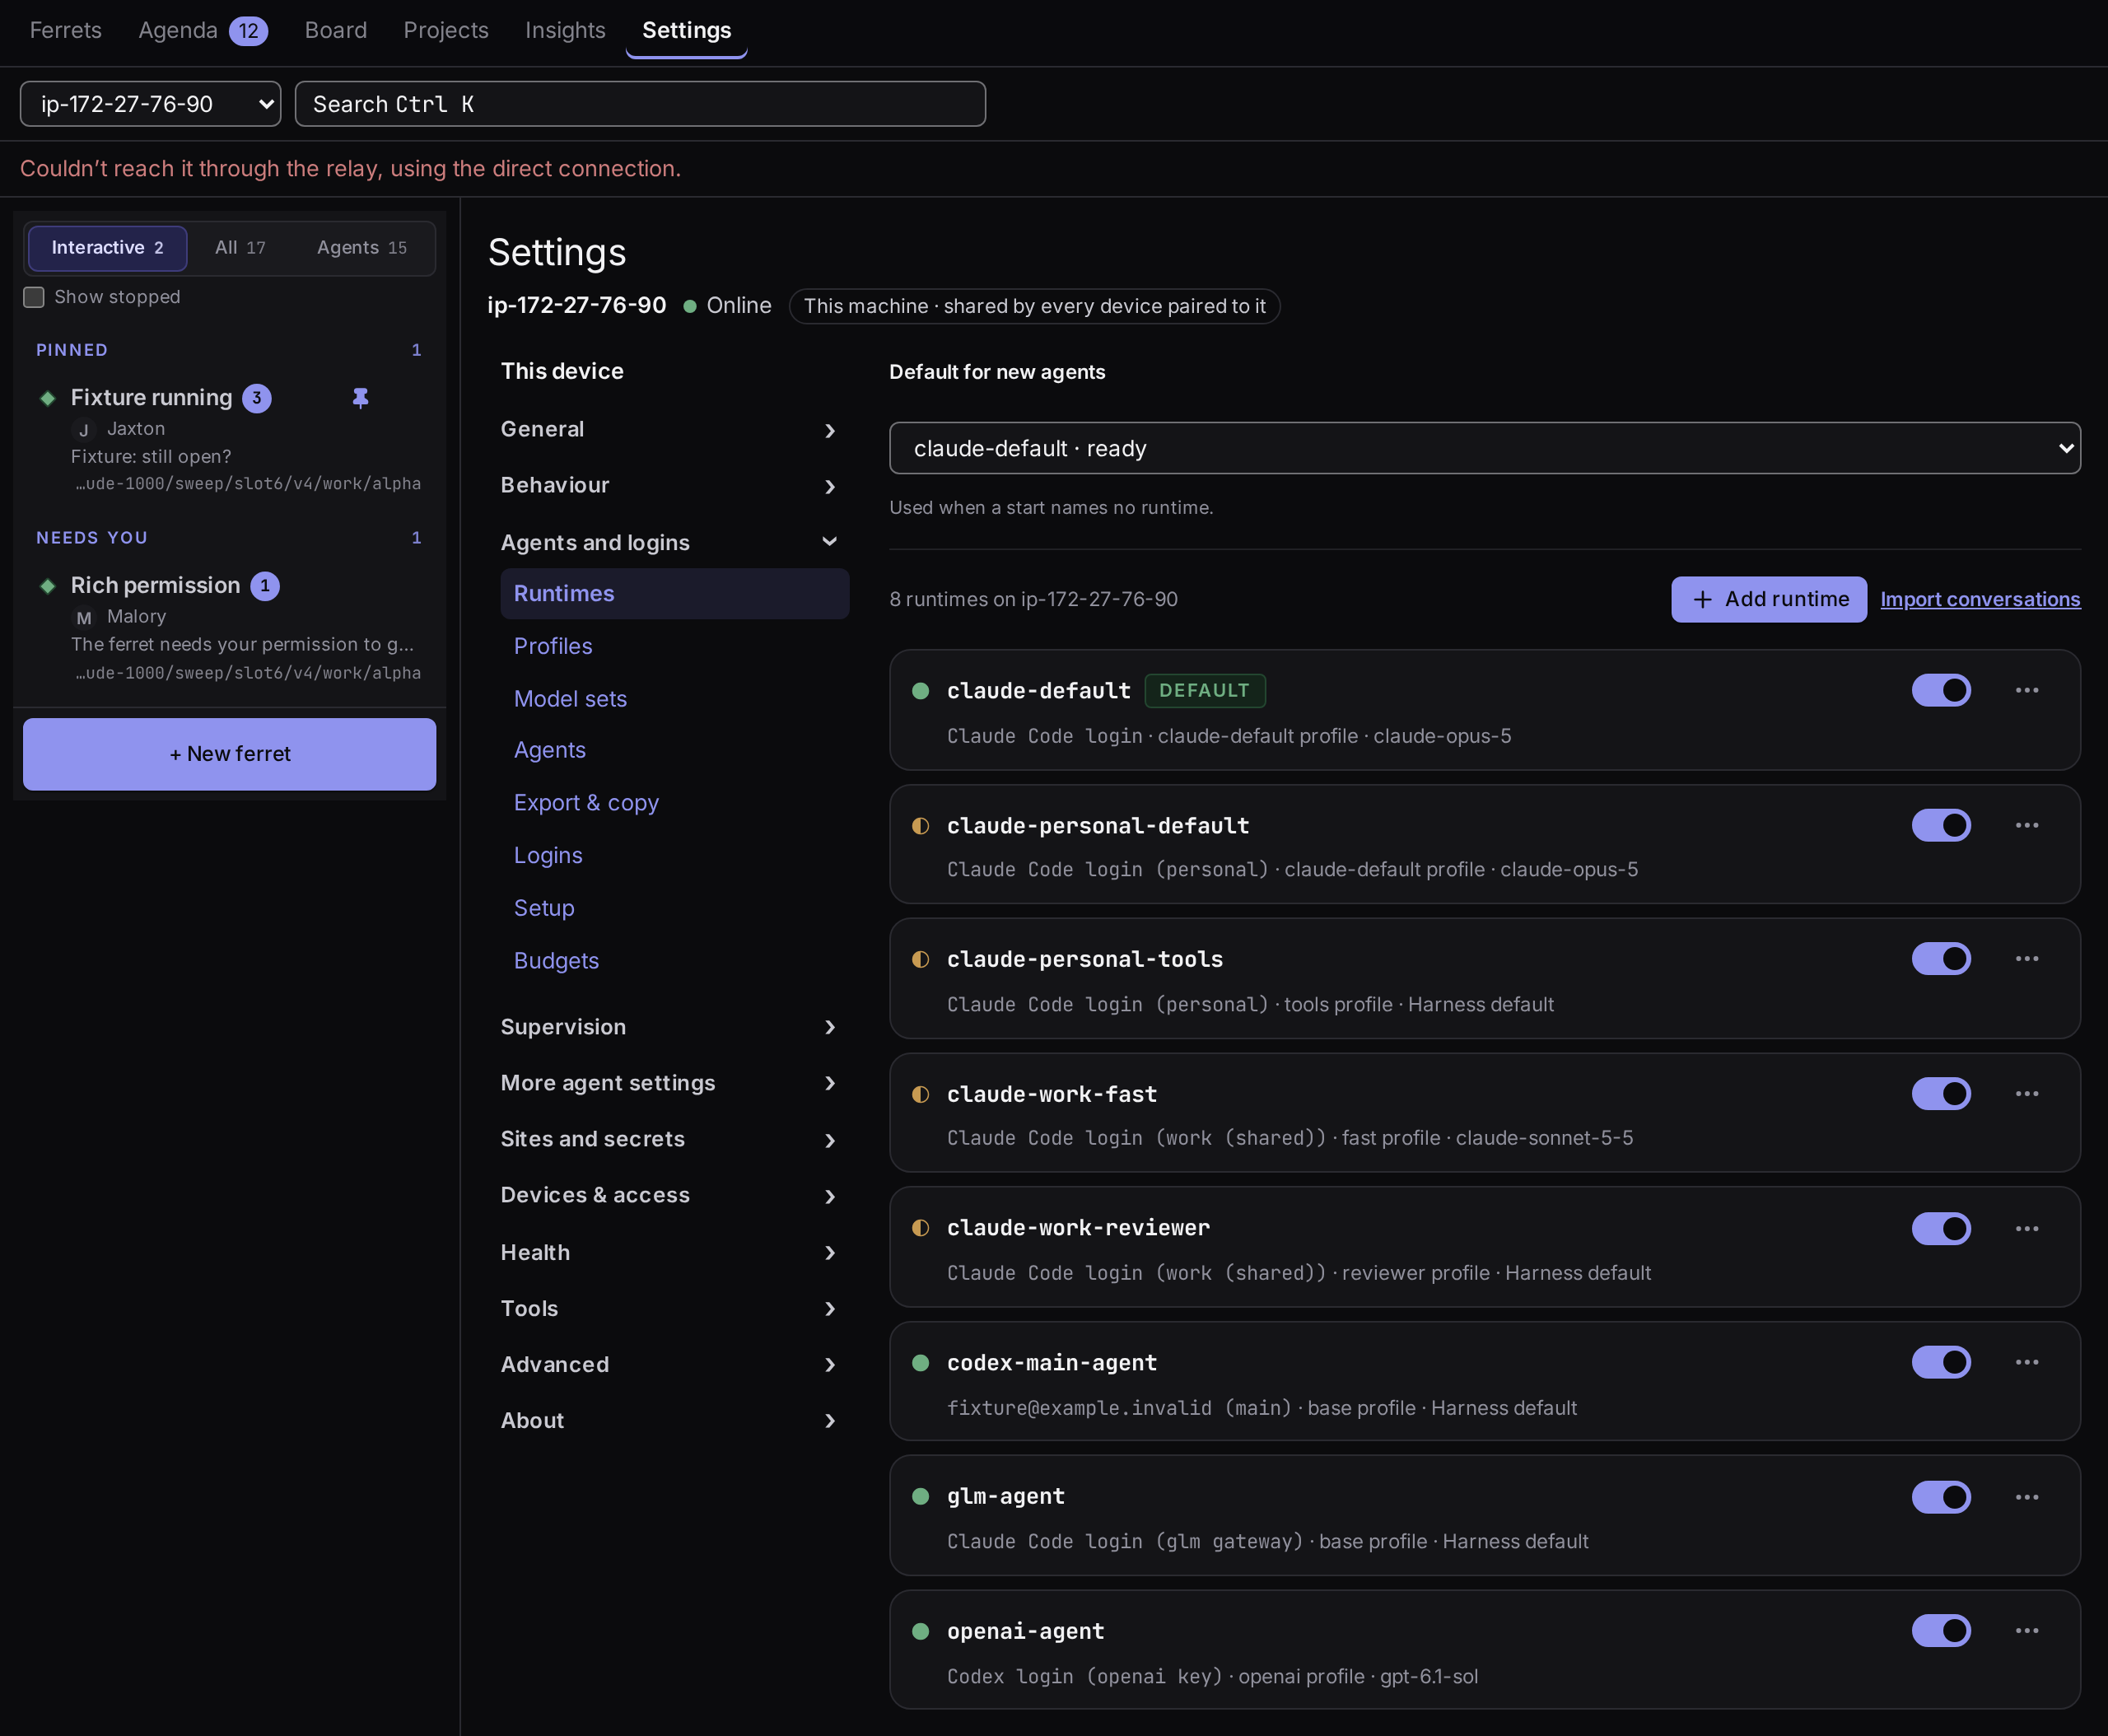 Ferrets Agenda 12 Board Projects Insights Settings
ip-172-27-76-90 Search Ctrl K
Couldn’t reach it through the relay, using the direct connection.
Interactive 2 All 17 Agents 15
Show stopped
PINNED 1
Fixture running 3
J Jaxton
Fixture: still open?
…ude-1000/sweep/slot6/v4/work/alpha
NEEDS YOU 1
Rich permission 1
M Malory
The ferret needs your permission to g…
…ude-1000/sweep/slot6/v4/work/alpha
+ New ferret
Settings
ip-172-27-76-90 Online This machine · shared by every device paired to it
This device
General
Behaviour
Agents and logins
Runtimes
Profiles
Model sets
Agents
Export & copy
Logins
Setup
Budgets
Supervision
More agent settings
Sites and secrets
Devices & access
Health
Tools
Advanced
About
Default for new agents
claude-default · ready
Used when a start names no runtime.
8 runtimes on ip-172-27-76-90 + Add runtime Import conversations
claude-default DEFAULT
Claude Code login · claude-default profile · claude-opus-5
claude-personal-default
Claude Code login (personal) · claude-default profile · claude-opus-5
claude-personal-tools
Claude Code login (personal) · tools profile · Harness default
claude-work-fast
Claude Code login (work (shared)) · fast profile · claude-sonnet-5-5
claude-work-reviewer
Claude Code login (work (shared)) · reviewer profile · Harness default
codex-main-agent
fixture@example.invalid (main) · base profile · Harness default
glm-agent
Claude Code login (glm gateway) · base profile · Harness default
openai-agent
Codex login (openai key) · openai profile · gpt-6.1-sol